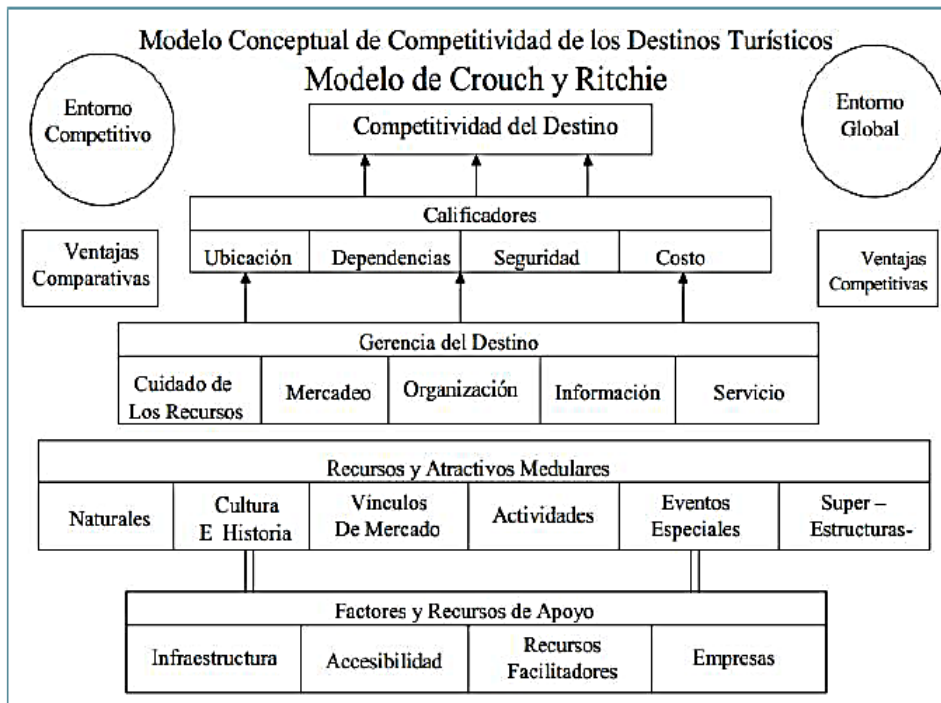 Modelo Conceptual de Competitividad de los Destinos Turísticos
Modelo de Crouch y Ritchie
Entorno
Competitivo
Entorno
Global
Competitividad del Destino
Calificadores
Ubicación
Dependencias
Seguridad
Costo
Ventajas
Comparativas
Ventajas
Competitivas
Gerencia del Destino
Cuidado de
Los Recursos
Mercadeo
Organización
Información
Servicio
Recursos y Atractivos Medulares
Naturales
Cultura
E Historia
Vínculos
De Mercado
Actividades
Eventos
Especiales
Super –
Estructuras-
Factores y Recursos de Apoyo
Infraestructura
Accesibilidad
Recursos
Facilitadores
Empresas